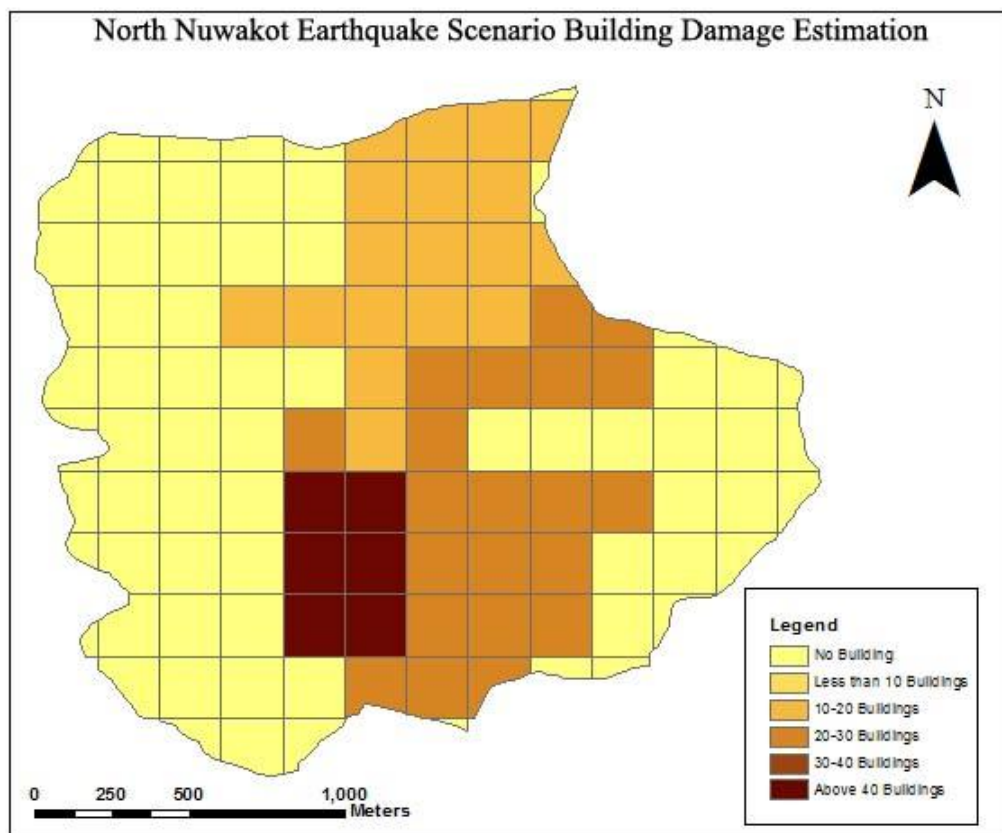 North Nuwakot Earthquake Scenario Building Damage Estimation
N
Legend
No Building
Less than 10 Buildings
10-20 Buildings
20-30 Buildings
30-40 Buildings
Above 40 Buildings
0 250 500 1,000
Meters